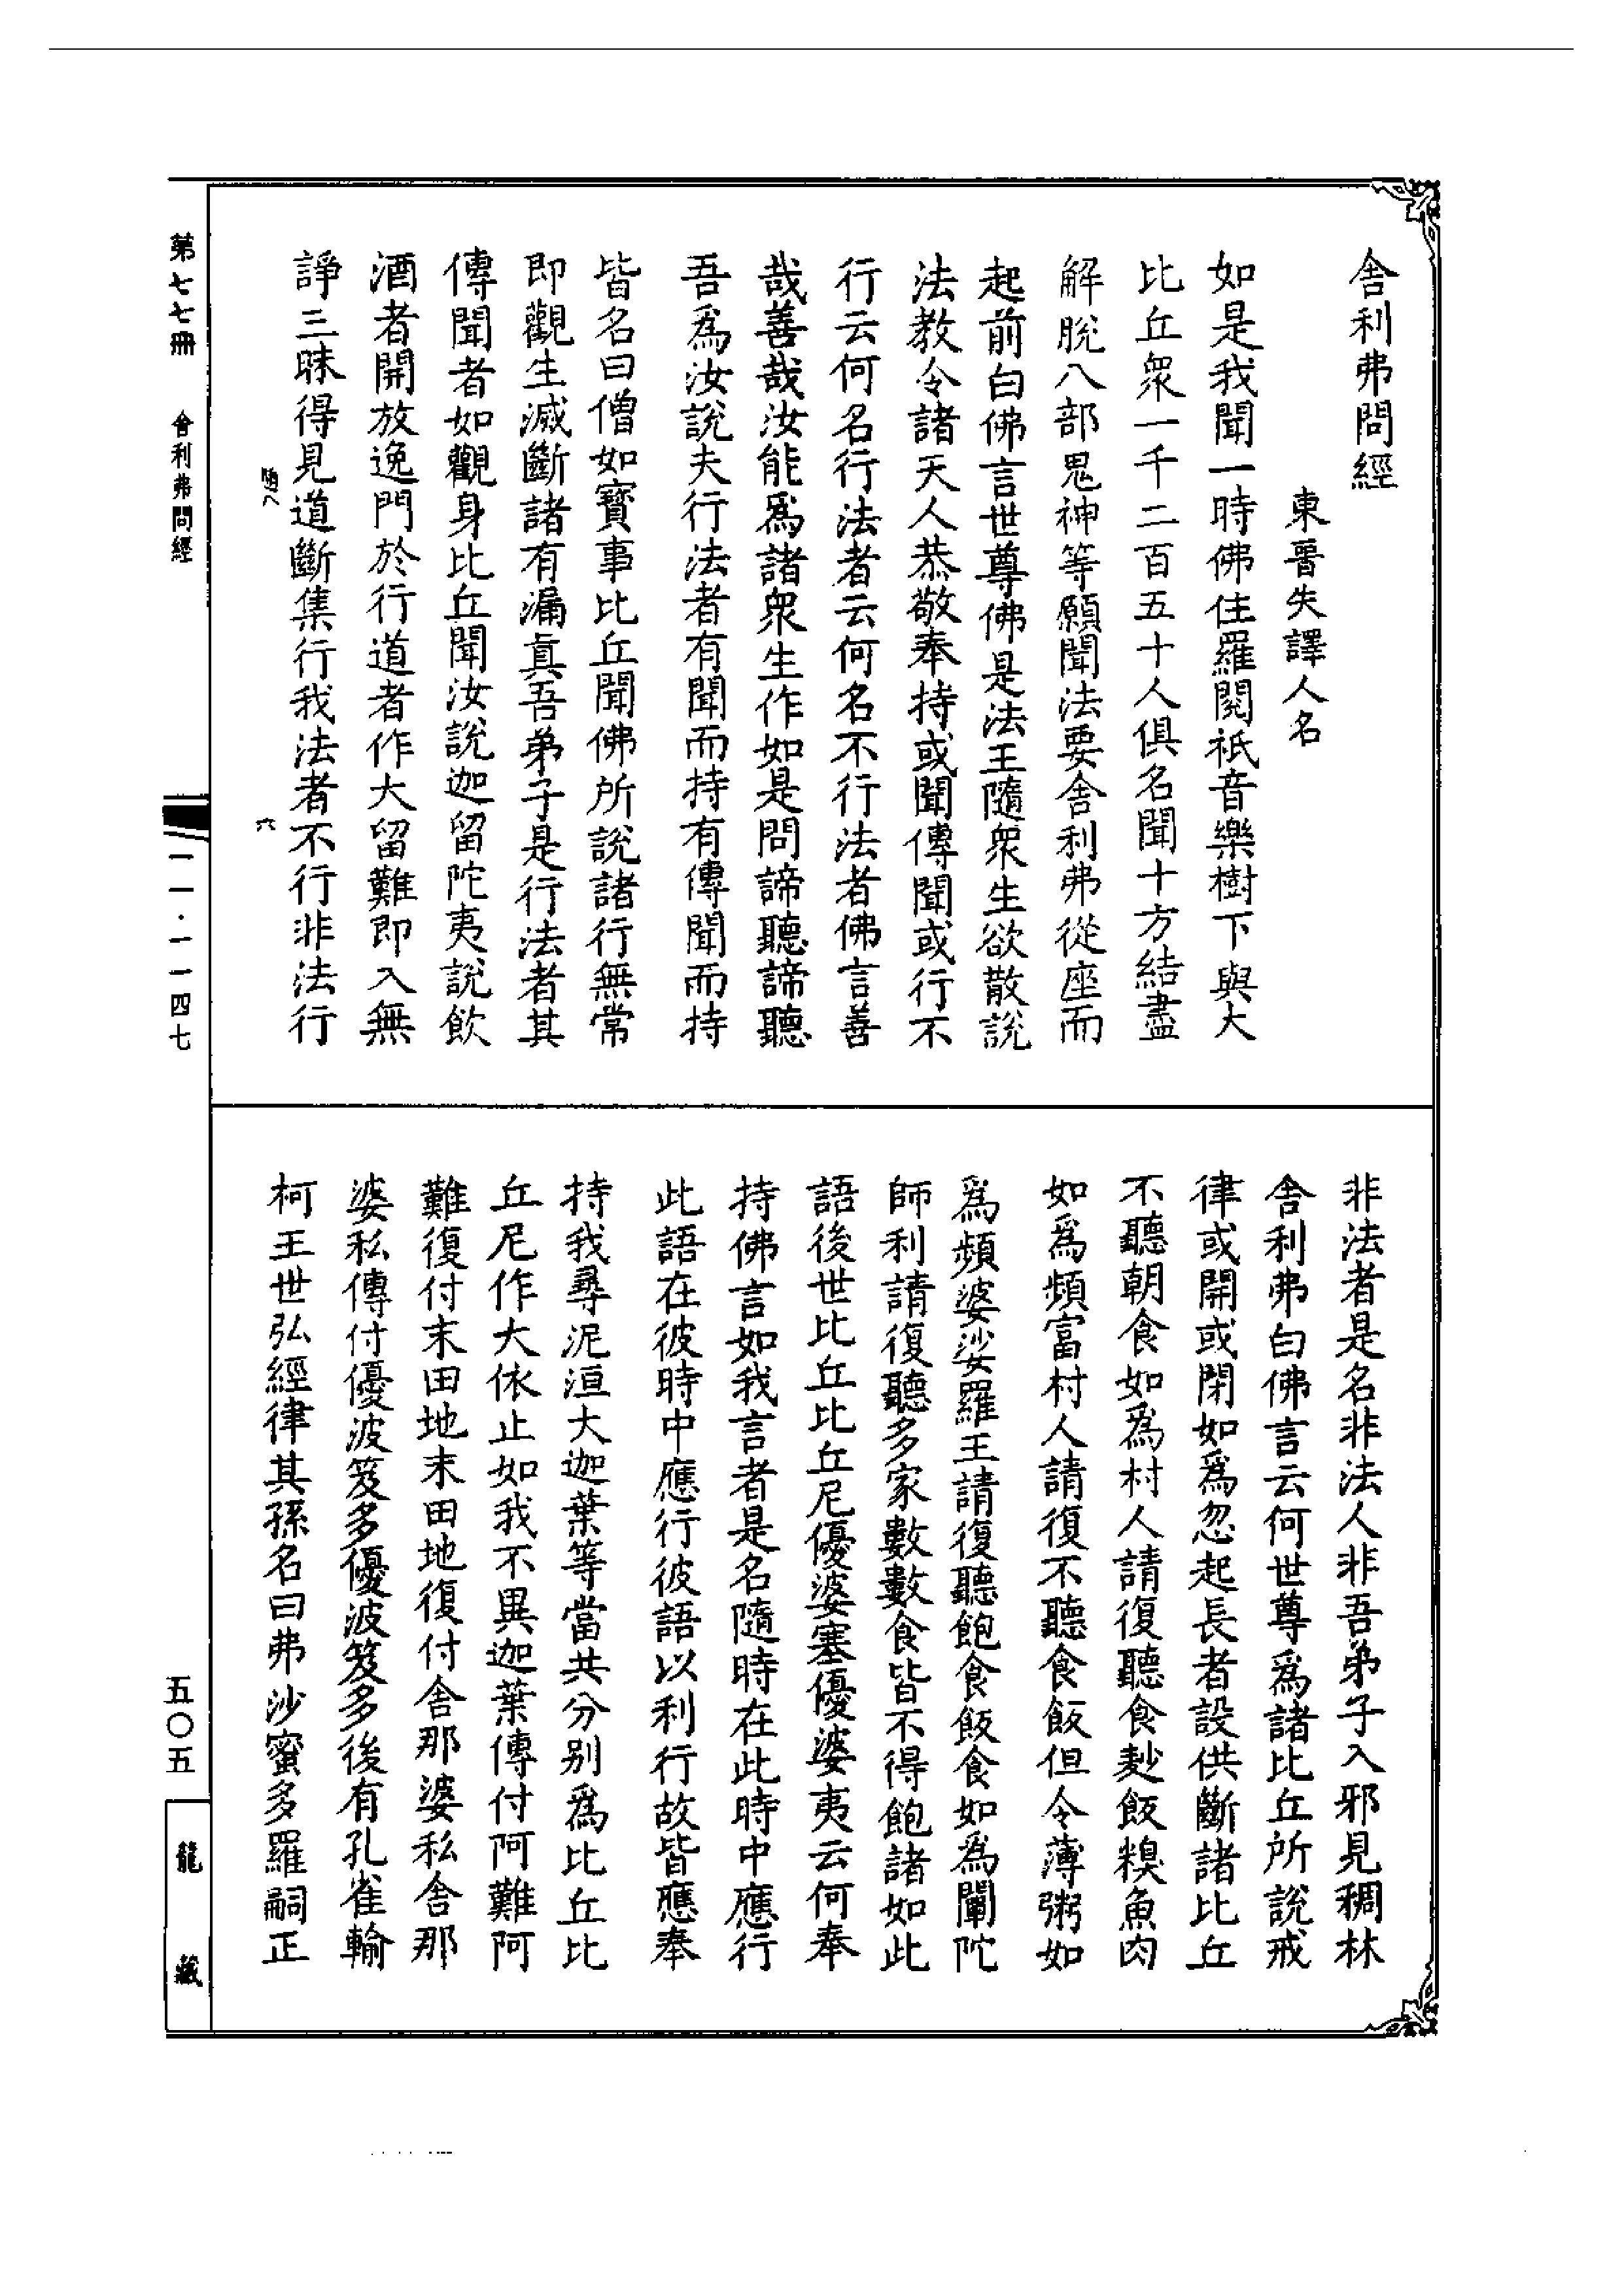 舍利弗問經
東晉失譯人名
如是我聞一時佛住羅閱祇音樂樹下與大
比丘衆一千二百五十人俱名聞十方結盡
解脫八部鬼神等願聞法要舍利弗從座而
起前白佛言世尊佛是法王隨衆生欲散說
法教令諸天人恭敬奉持或聞傳聞或行不
行云何名行法者云何名不行法者佛言善
哉善哉汝能爲諸衆生作如是問諦聽諦聽
吾爲汝說夫行法者有聞而持有傳聞而持
皆名曰僧如寶事比丘聞佛所說諸行無常
即觀生滅斷諸有漏真吾弟子是行法者其
傳聞者如觀身比丘聞汝說迦留陀夷說飲
酒者開放逸門於行道者作大留難即入無
諍三昧得見道斷集行我法者不行非法行
隨八
六
非法者是名非法人非吾弟子入邪見稠林
舍利弗白佛言云何世尊爲諸比丘所說戒
律或開或閉如爲忽起長者設供斷諸比丘
不聽朝食如爲村人請復聽食麨飯糗魚肉
如爲頻富村人請復不聽食飯但令薄粥如
爲頻婆娑羅王請復聽飽食飯食如爲闡陀
師利請復聽多家數數食皆不得飽諸如此
語後世比丘比丘尼優婆塞優婆夷云何奉
持佛言如我言者是名隨時在此時中應行
此語在彼時中應行彼語以利行故皆應奉
持我尋泥洹大迦葉等當共分別爲比丘比
丘尼作大依止如我不異迦葉傳付阿難阿
難復付末田地末田地復付舍那婆私舍那
婆私傳付優波笈多優波笈多後有孔雀輸
柯王世弘經律其孫名曰弗沙蜜多羅嗣正
第七七冊
舍利弗問經
一一·一一四七
五〇五
龍藏